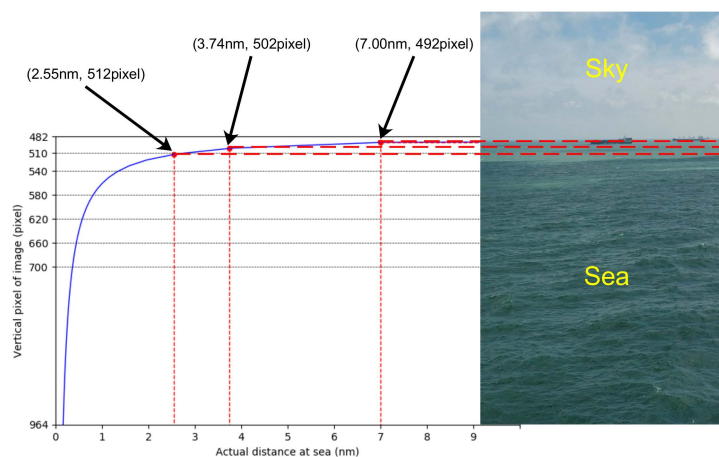 (3.74nm, 502pixel)
(7.00nm, 492pixel)
(2.55nm, 512pixel)
Sky
482
510
540
580
620
660
700
964
Vertical pixel of image (pixel)
Sea
0 1 2 3 4 5 6 7 8 9
Actual distance at sea (nm)